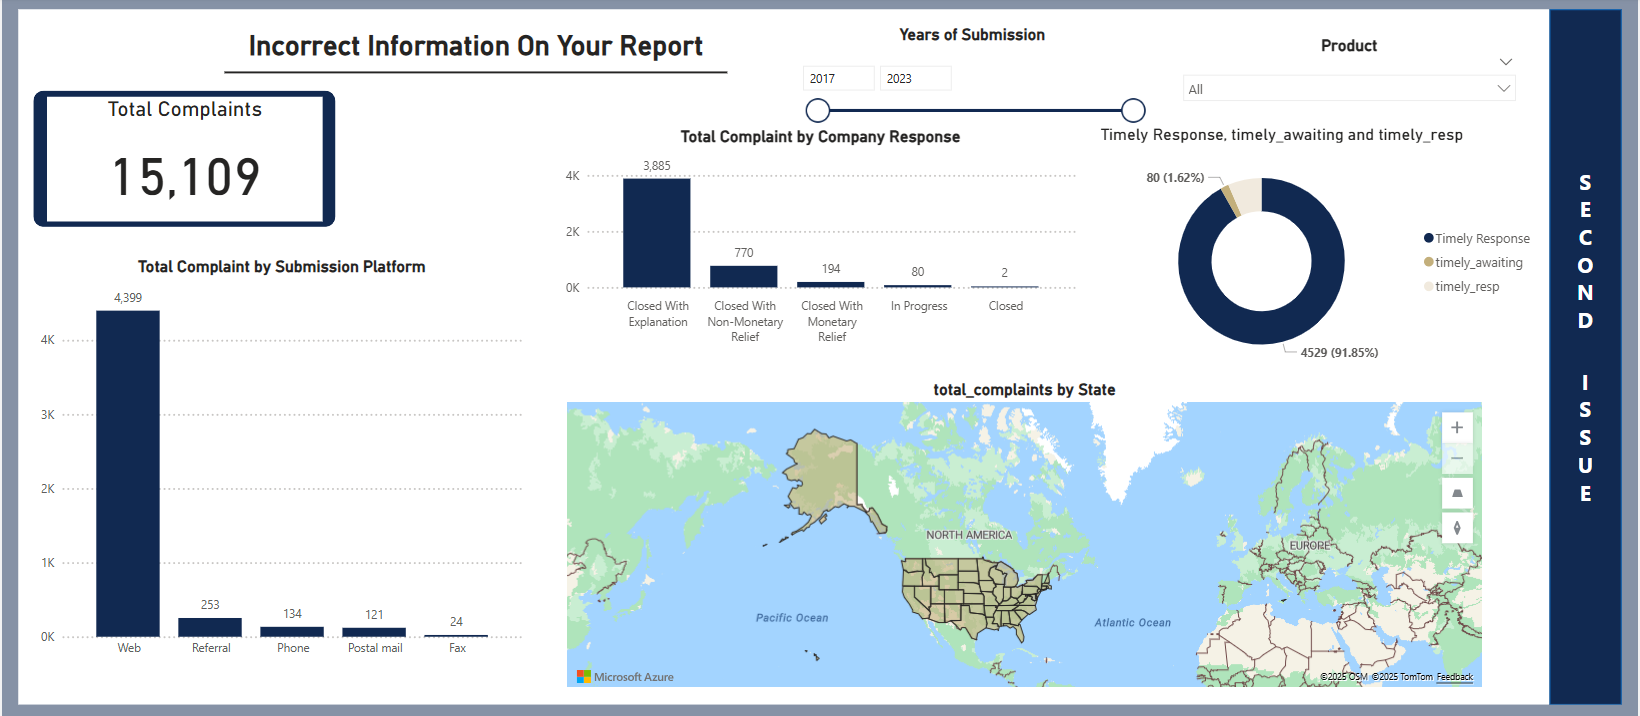 Incorrect Information On Your Report
Years of Submission
2017
2023
Product
All
Total Complaints
15,109
Total Complaint by Submission Platform
4,399
4K
3K
2K
1K
0K
253
134
121
24
Web
Referral
Phone
Postal mail
Fax
Total Complaint by Company Response
4K
2K
0K
3,885
770
194
80
2
Closed With
Explanation
Closed With
Non-Monetary
Relief
Closed With
Monetary
Relief
In Progress
Closed
Timely Response, timely_awaiting and timely_resp
80 (1.62%)
4529 (91.85%)
Timely Response
timely_awaiting
timely_resp
total_complaints by State
NORTH AMERICA
EUROPE
Pacific Ocean
Atlantic Ocean
Microsoft Azure
©2025 OSM ©2025 TomTom Feedback
SECOND
ISSUE